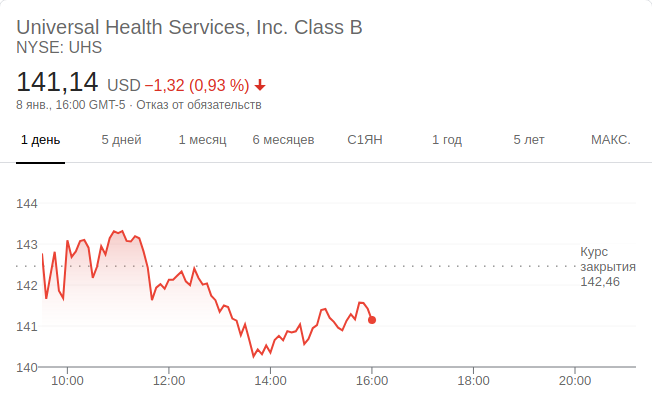 Universal Health Services, Inc. Class B
NYSE: UHS
141,14 USD −1,32 (0,93 %)
8 янв., 16:00 GMT-5 · Отказ от обязательств
1 день 5 дней 1 месяц 6 месяцев С1ЯН 1 год 5 лет МАКС.
144
143
Курс
закрытия
142,46
142
141
140
10:00 12:00 14:00 16:00 18:00 20:00